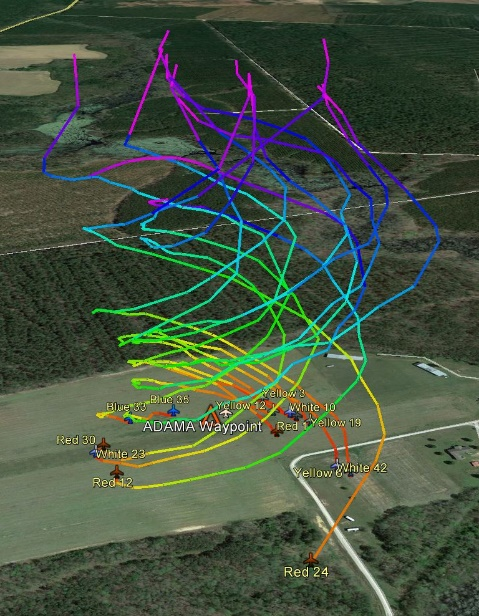 Yellow 3
Blue 35
Blue 33
Yellow 12
White 10
ADAMA Waypoint
Red 1
Yellow 19
Red 30
White 23
Red 12
Yellow 6
White 42
Red 24